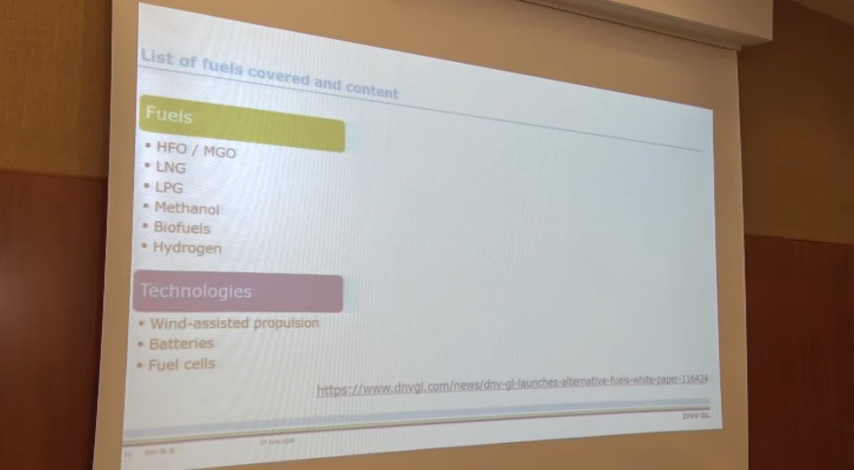 List of fuels covered and content
Fuels
▪ HFO / MGO
▪ LNG
▪ LPG
▪ Methanol
▪ Biofuels
▪ Hydrogen
Technologies
▪ Wind-assisted propulsion
▪ Batteries
▪ Fuel cells
https://www.dnvgl.com/news/dnv-gl-launches-alternative-fuels-white-paper-116424
DNV·GL